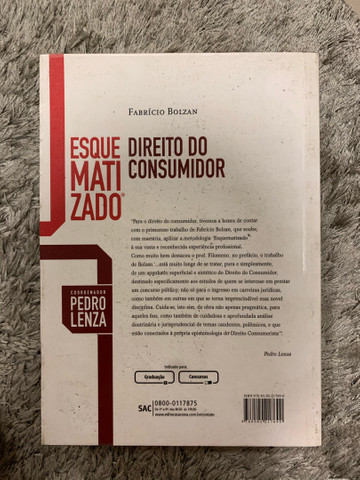 FABRÍCIO BOLZAN
ESQUE
MATI
ZADO®
DIREITO DO
CONSUMIDOR
"Para o direito do consumidor, tivemos a honra de contar
com o primoroso trabalho de Fabrício Bolzan, que soube,
com maestria, aplicar a metodologia 'Esquematizado'
à sua vasta e reconhecida experiência profissional.
Como muito bem destacou o prof. Filomeno, no prefácio, o trabalho
de Bolzan '...está muito longe de se tratar, pura e simplesmente,
de um apanhado superficial e sintético do Direito do Consumidor,
destinado especificamente aos estudos de quem se interesse em prestar
um concurso público; não só para o ingresso em carreiras jurídicas,
como também em outras em que se torna imprescindível essa novel
disciplina. Cuida-se, isto sim, de obra não apenas pragmática, para
aqueles fins, como também de cuidadosa e aprofundada análise
doutrinária e jurisprudencial de temas candentes, polêmicos, e que
estão conectados à própria epistemologia do Direito Consumerista'".
Pedro Lenza
COORDENADOR
PEDRO
LENZA
Indicado para:
Graduação
Concursos
SAC
0800-0117875